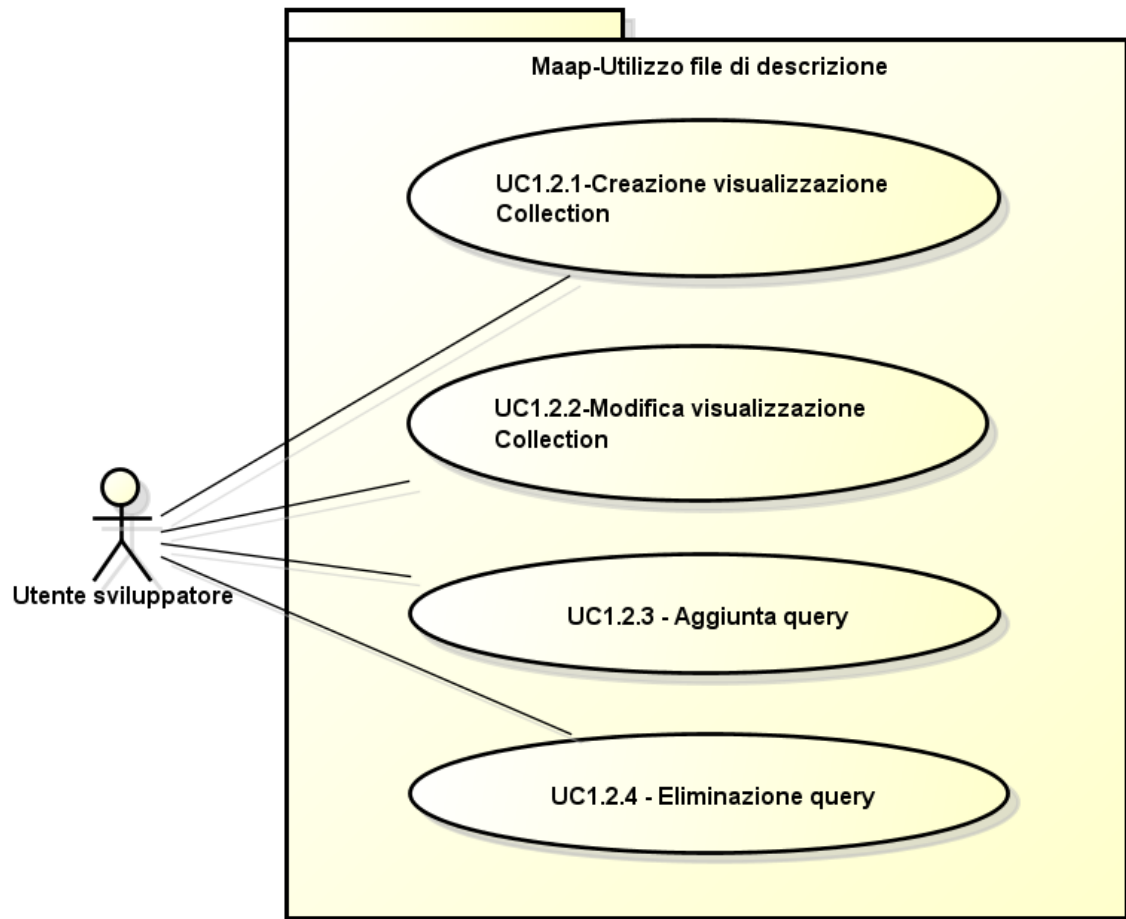 Maap-Utilizzo file di descrizione
UC1.2.1-Creazione visualizzazione
Collection
UC1.2.2-Modifica visualizzazione
Collection
Utente sviluppatore
UC1.2.3 - Aggiunta query
UC1.2.4 - Eliminazione query